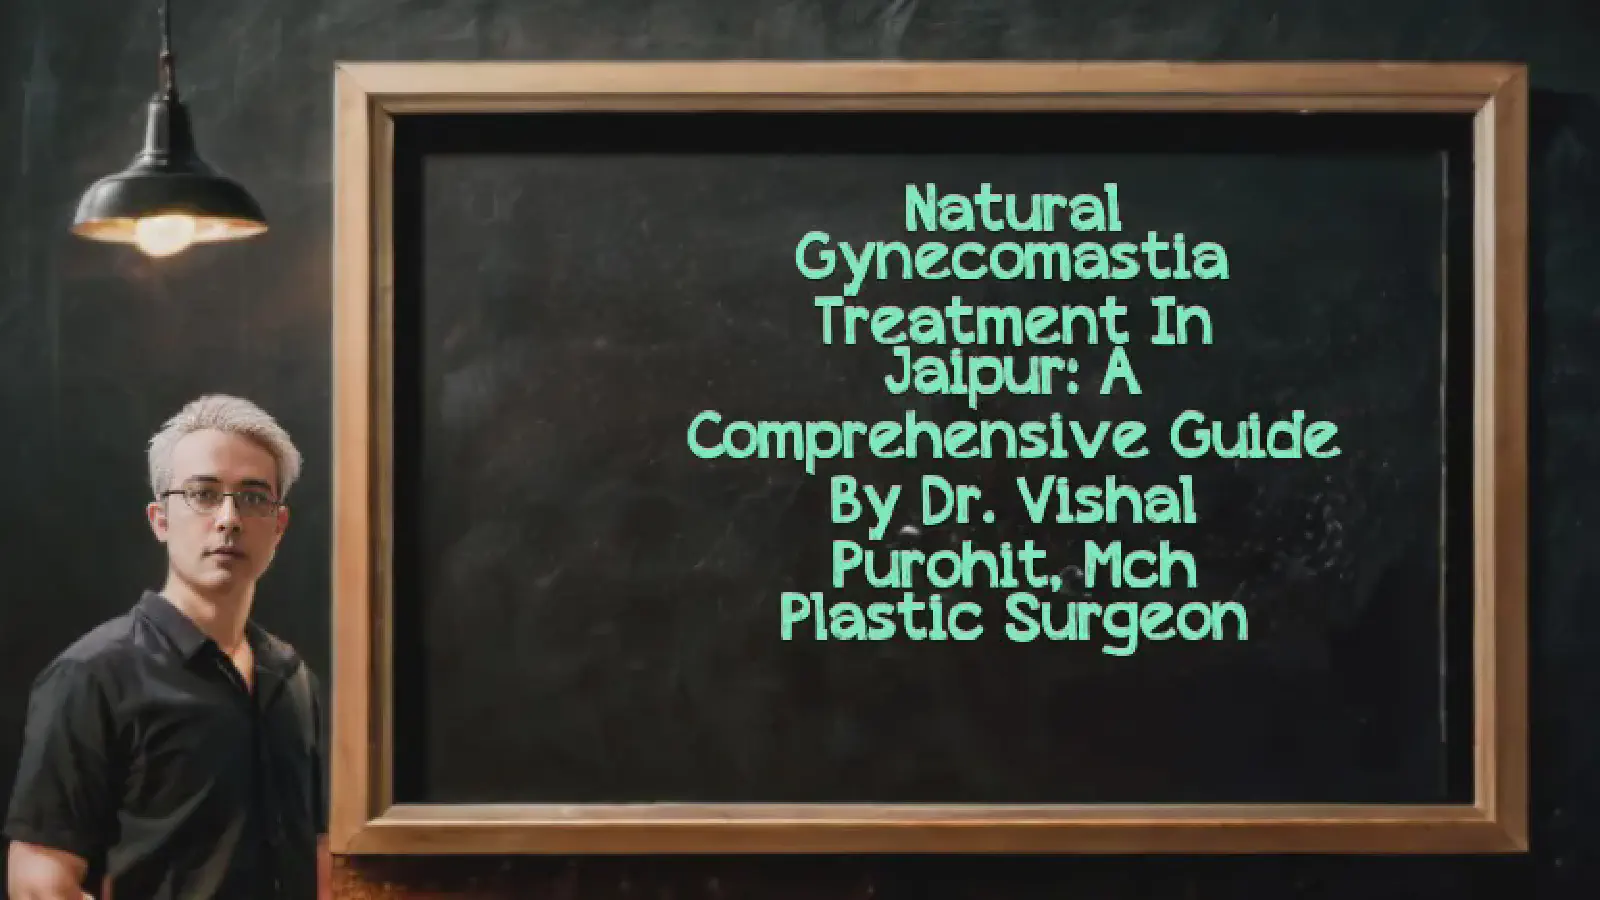 Natural
Gynecomastia
Treatment In
Jaipur: A
Comprehensive Guide
By Dr. Vishal
Purohit, Mch
Plastic Surgeon